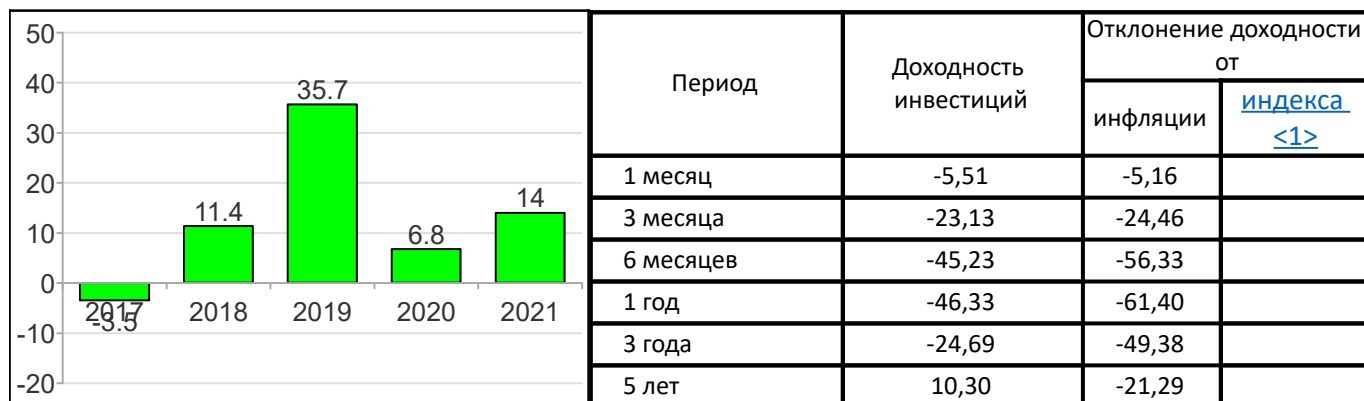 50
40
30
20
10
0
-10
-20
35.7
11.4
6.8
14
-3.5
2017 2018 2019 2020 2021
Период
Доходность
инвестиций
Отклонение доходности
от
инфляции
индекса
<1>
1 месяц -5,51 -5,16
3 месяца -23,13 -24,46
6 месяцев -45,23 -56,33
1 год -46,33 -61,40
3 года -24,69 -49,38
5 лет 10,30 -21,29